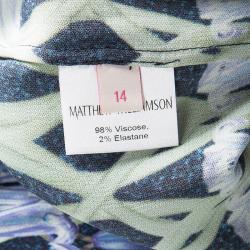 14
MATTHEW WILLIAMSON
98% Viscose,
2% Elastane